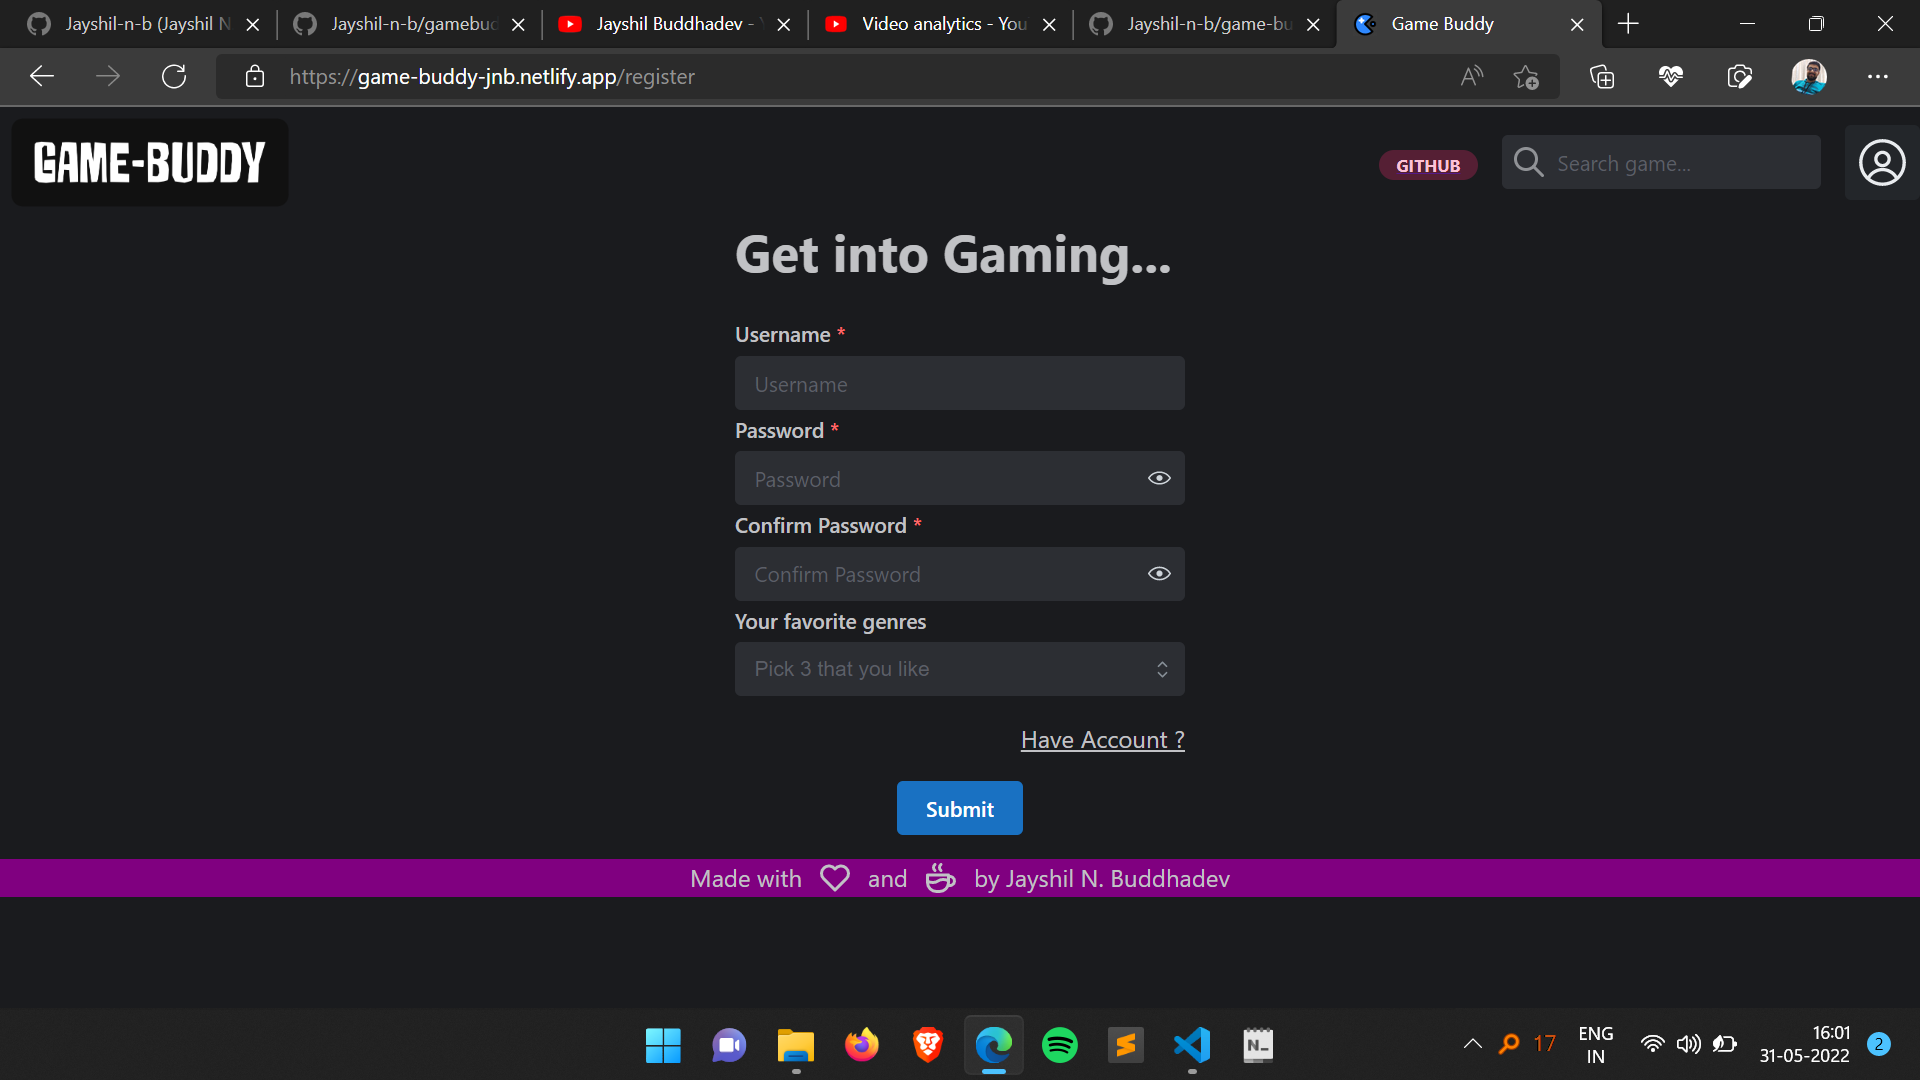 Jayshil-n-b (Jayshil N
Jayshil-n-b/gamebud
Jayshil Buddhadev -
Video analytics - You
Jayshil-n-b/game-bu
Game Buddy
https://game-buddy-jnb.netlify.app/register
GAME-BUDDY
GITHUB
Search game...
Get into Gaming...
Username *
Username
Password *
Password
Confirm Password *
Confirm Password
Your favorite genres
Pick 3 that you like
Have Account ?
Submit
Made with and by Jayshil N. Buddhadev
17
ENG
IN
16:01
31-05-2022
2